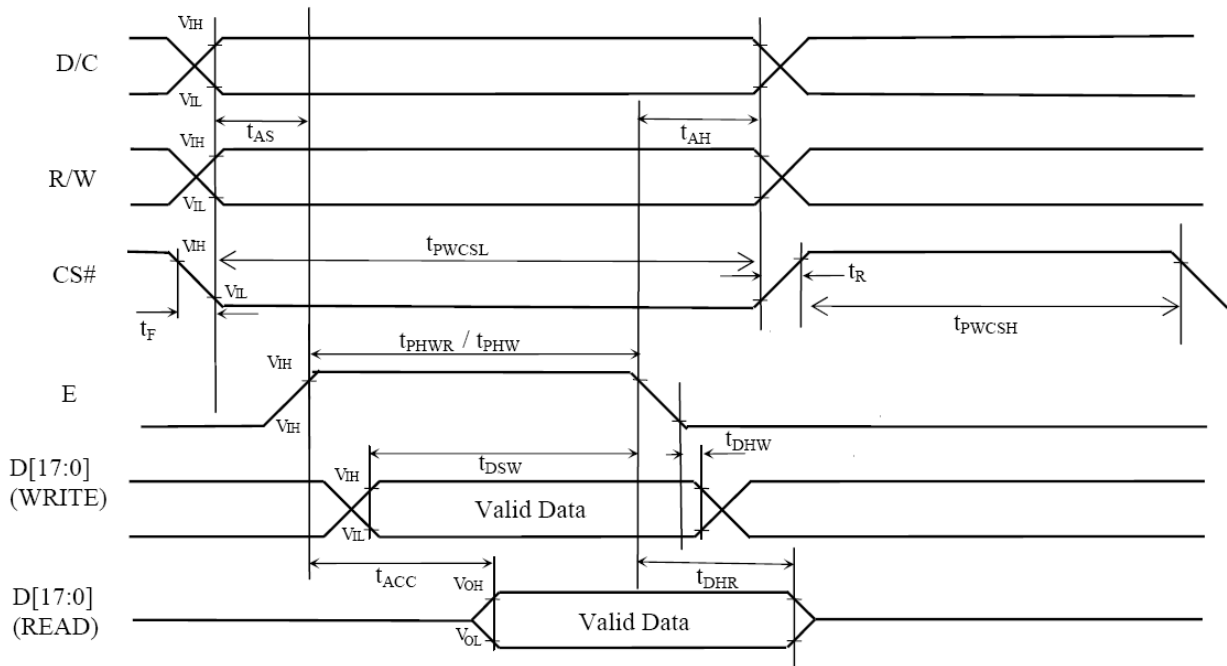 VIH
D/C
VIL
tAS
tAH
VIH
R/W
VIL
VIH
tPWCSL
CS#
VIL
tR
tF
tPWCSH
tPHWR / tPHW
VIH
E
VIH
tDHW
D[17:0]
(WRITE)
VIH
tDSW
Valid Data
VIL
tACC
tDHR
D[17:0]
(READ)
VOH
Valid Data
VOL